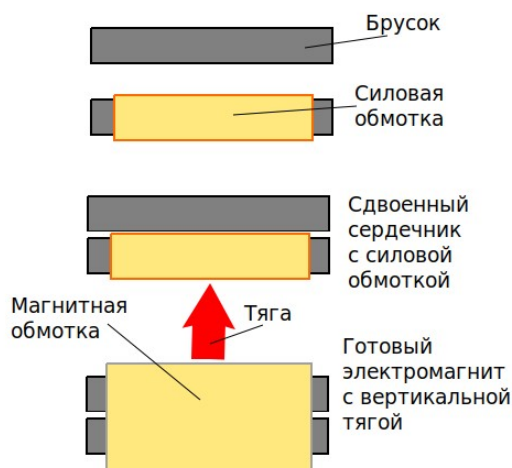 Брусок
Силовая
обмотка
Сдвоенный
сердечник
с силовой
обмоткой
Магнитная
обмотка
Тяга
Готовый
электромагнит
с вертикальной
тягой